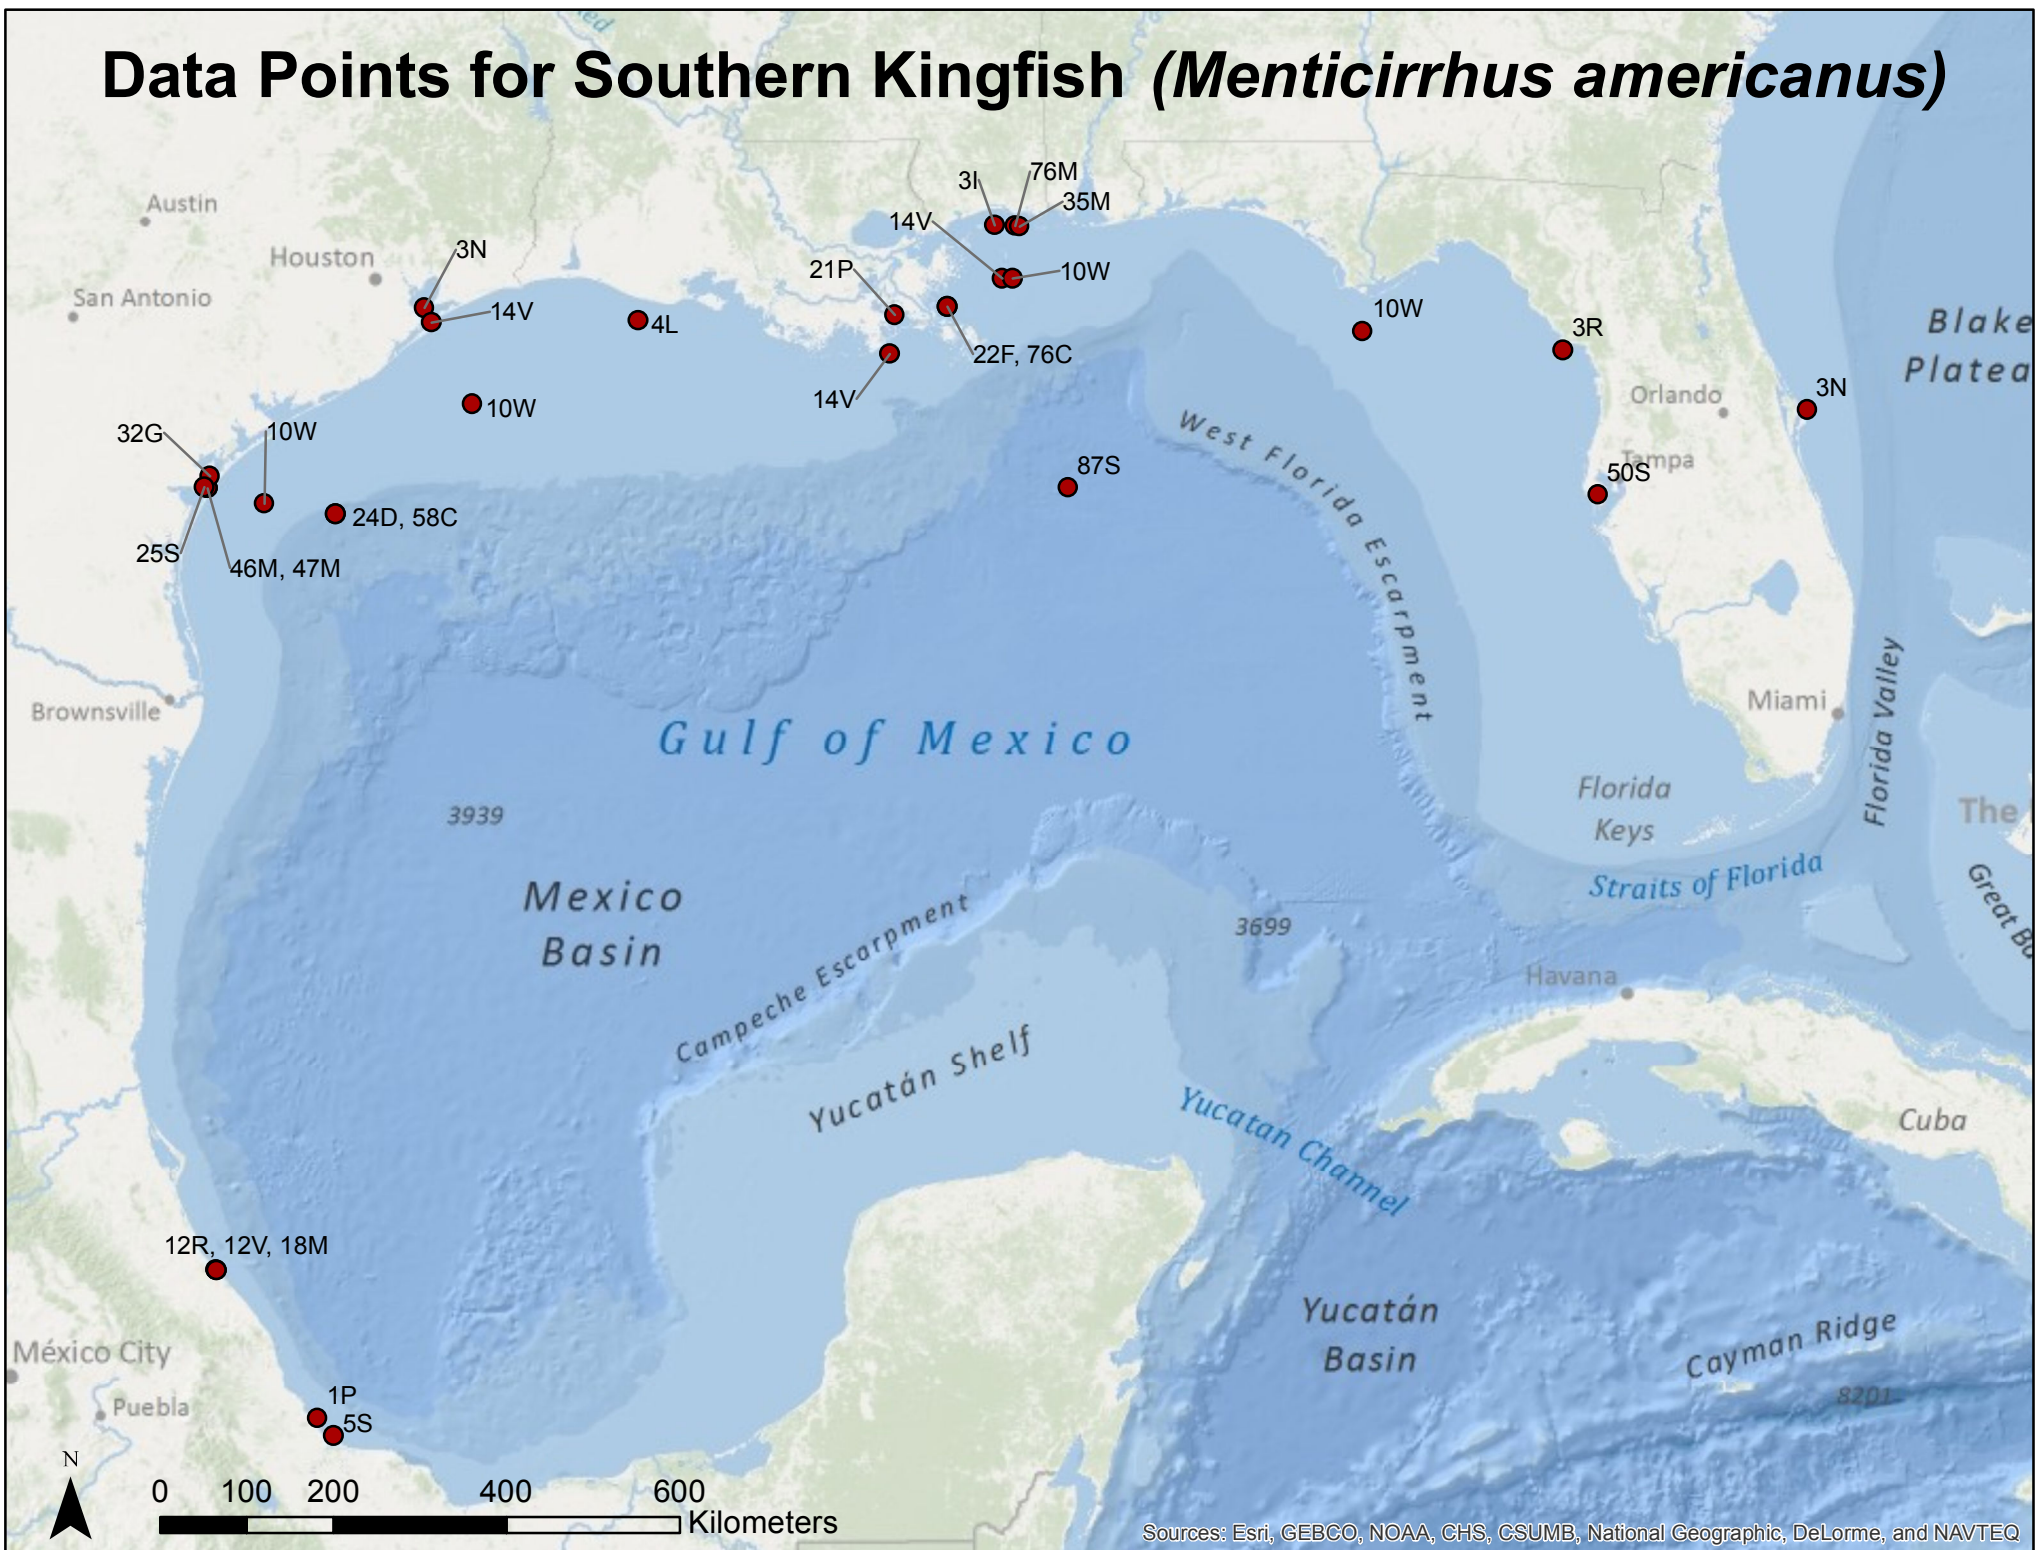 ed
Data Points for Southern Kingfish (Menticirrhus americanus)
76M
3I
35M
Austin
14V
3N
Houston
21P
10W
San Antonio
14V
10W
4L
3R
Blake
22F, 76C
Platea
14V
Orlando
3N
10W
32G
10W
West Florida Escarpment
87S
Tampa
50S
24D, 58C
25S
46M, 47M
Brownsville
Miami
Florida Valley
Gulf of Mexico
Florida
Keys
3939
The
Straits of Florida
Mexico
Basin
Campeche Escarpment
3699
Great Ba
Havana
Yucatán Shelf
Yucatan Channel
Cuba
12R, 12V, 18M
Yucatán
Basin
Cayman Ridge
México City
1P
Puebla
5S
8201
N
0 100 200 400 600
Kilometers
Sources: Esri, GEBCO, NOAA, CHS, CSUMB, National Geographic, DeLorme, and NAVTEQ